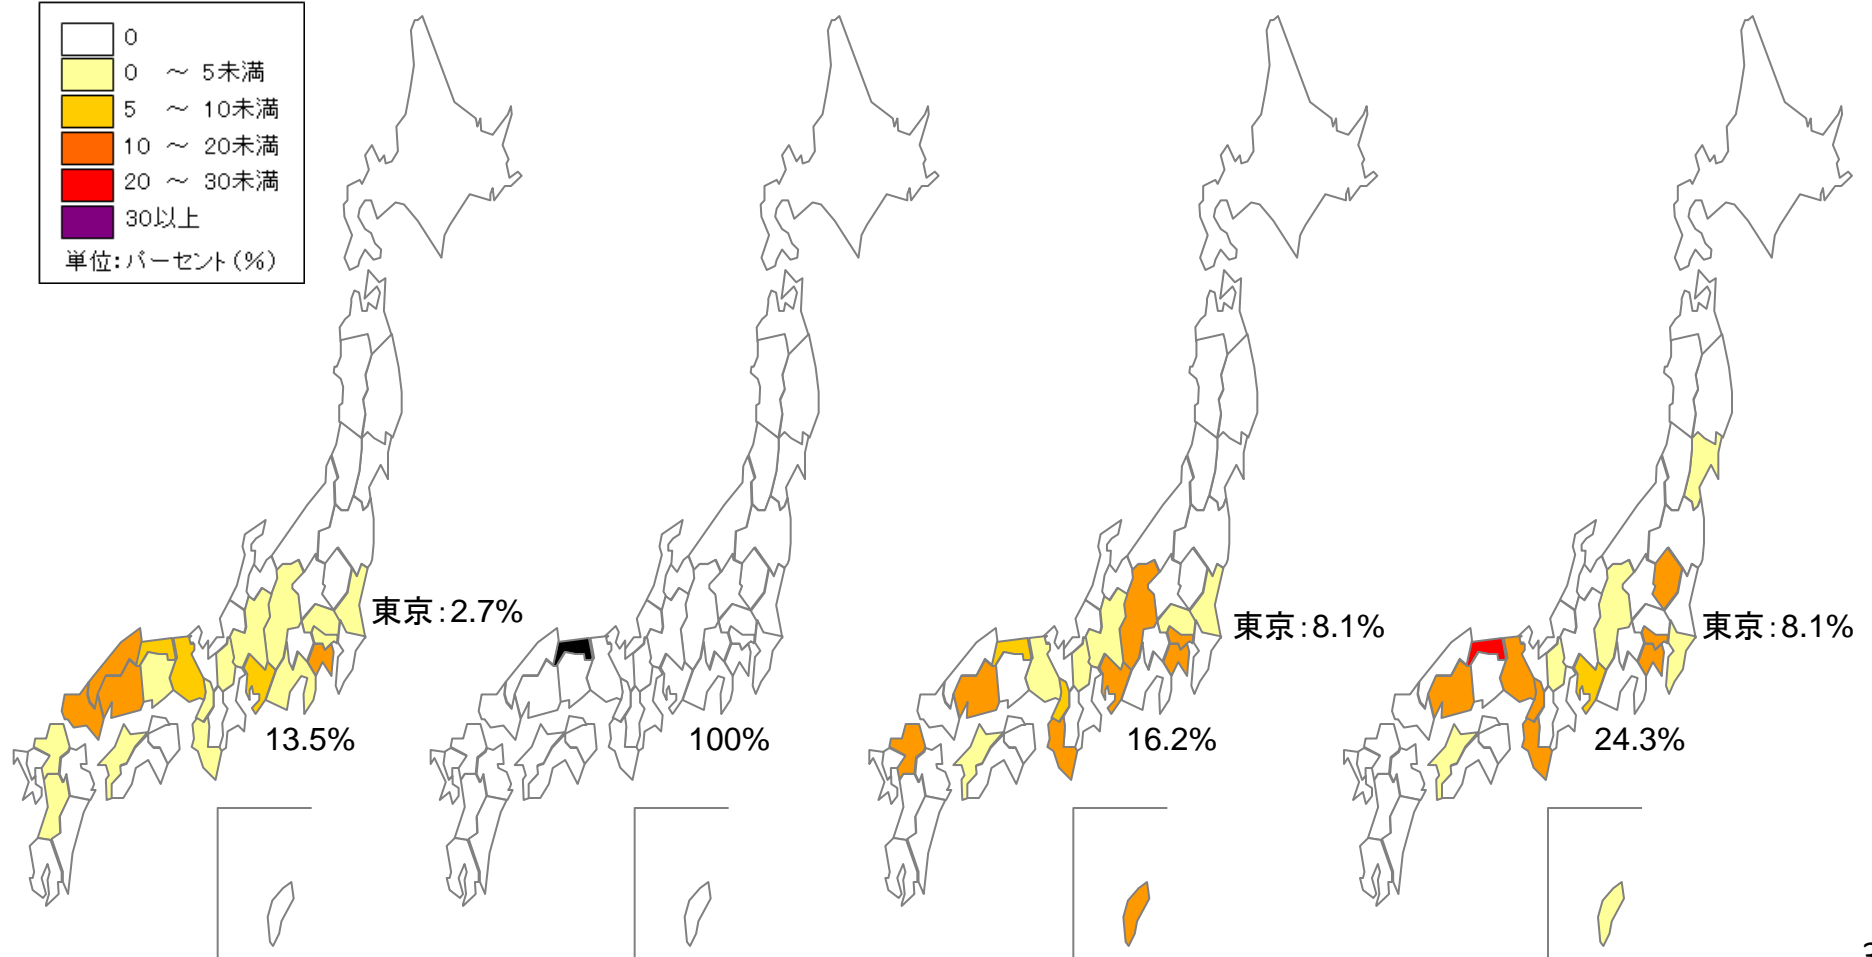 0
0 ～ 5未満
5 ～ 10未満
10 ～ 20未満
20 ～ 30未満
30以上
単位：パーセント（％）
東京：2.7%
13.5%
100%
東京：8.1%
16.2%
東京：8.1%
24.3%